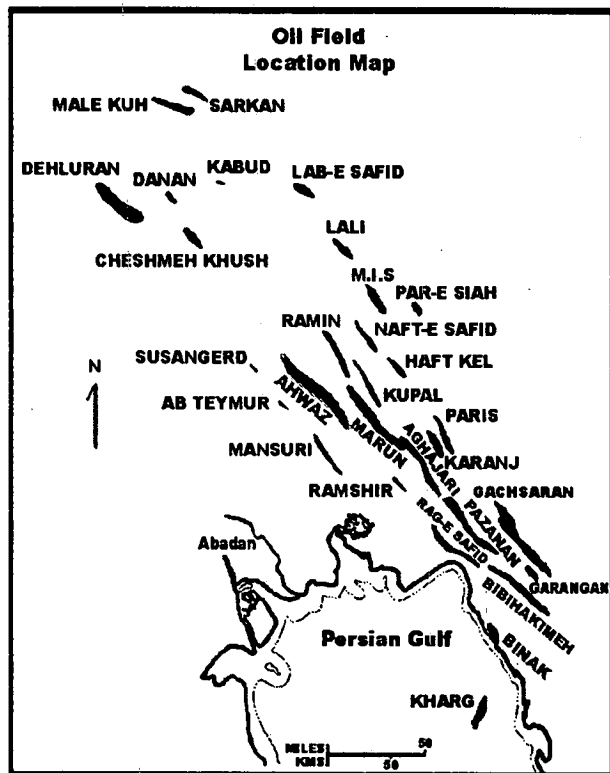 Oil Field
Location Map
MALE KUH
SARKAN
DEHLURAN
DANAN
KABUD
LAB-E SAFID
CHESHMEH KHUSH
LALI
M.I.S
PAR-E SIAH
RAMIN
NAFT-E SAFID
N
SUSANGERD
HAFT KEL
AHWAZ
KUPAL
AB TEYMUR
PARIS
MARUN
AGHAJARI
MANSURI
KARANJ
RAMSHIR
GACHSARAN
PAZANAN
RAG-E SAFID
Abadan
GARANGAN
BIBIHAKIMEH
Persian Gulf
BINAK
KHARG
MILES 50
KMS 50